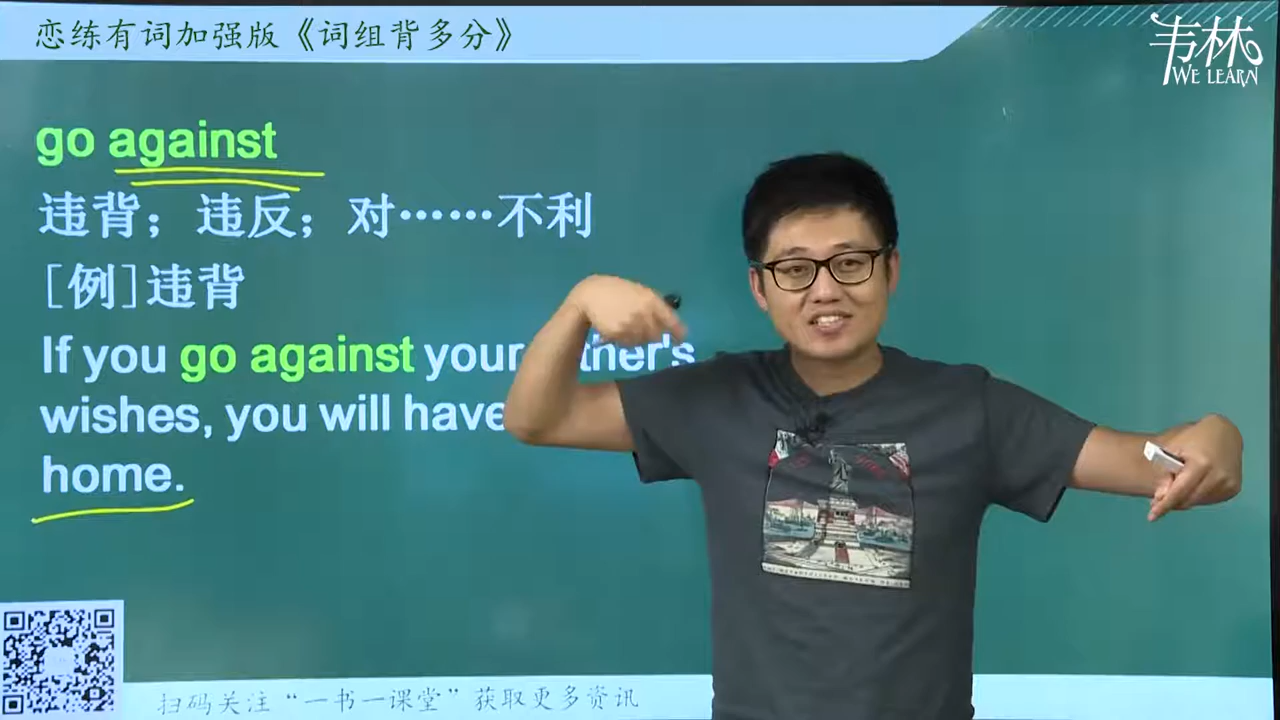 恋练有词加强版《词组背多分》
韦林
WE LEARN
go against
违背；违反；对……不利
[例]违背
If you go against your ther's
wishes, you will have
home.
扫码关注“一书一课堂”获取更多资讯